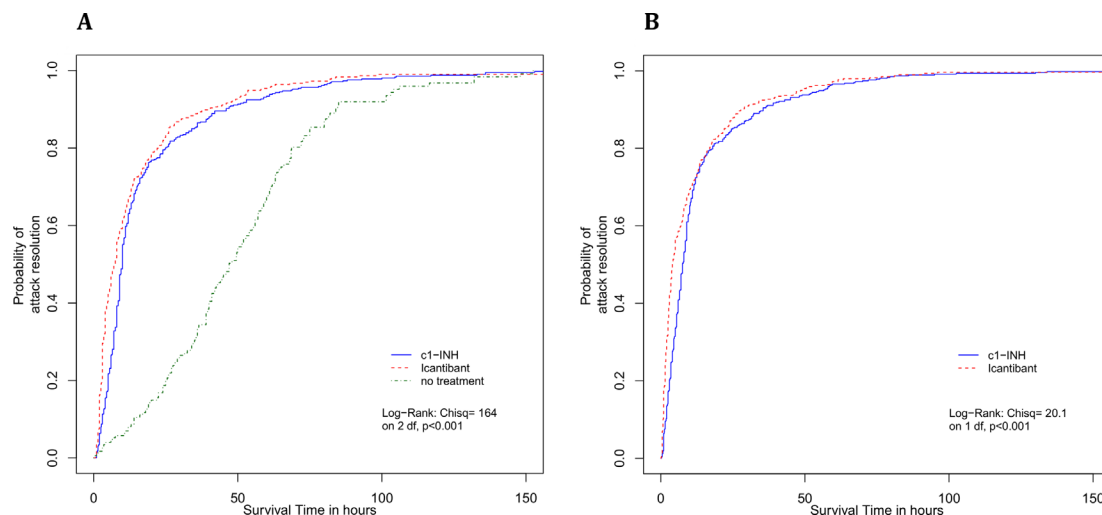 A
Probability of
attack resolution
1.0
0.8
0.6
0.4
0.2
0.0
c1−INH
Icantibant
no treatment
Log−Rank: Chisq= 164
on 2 df, p<0.001
0
50
100
150
Survival Time in hours
B
Probability of
attack resolution
1.0
0.8
0.6
0.4
0.2
0.0
c1−INH
Icantibant
Log−Rank: Chisq= 20.1
on 1 df, p<0.001
0
50
100
150
Survival Time in hours